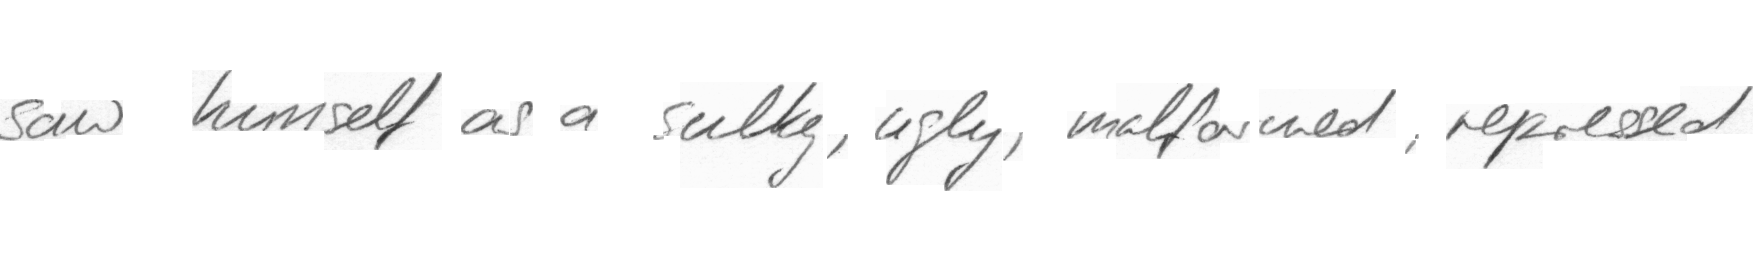 saw himself as a sulky, ugly, malformed, repressed